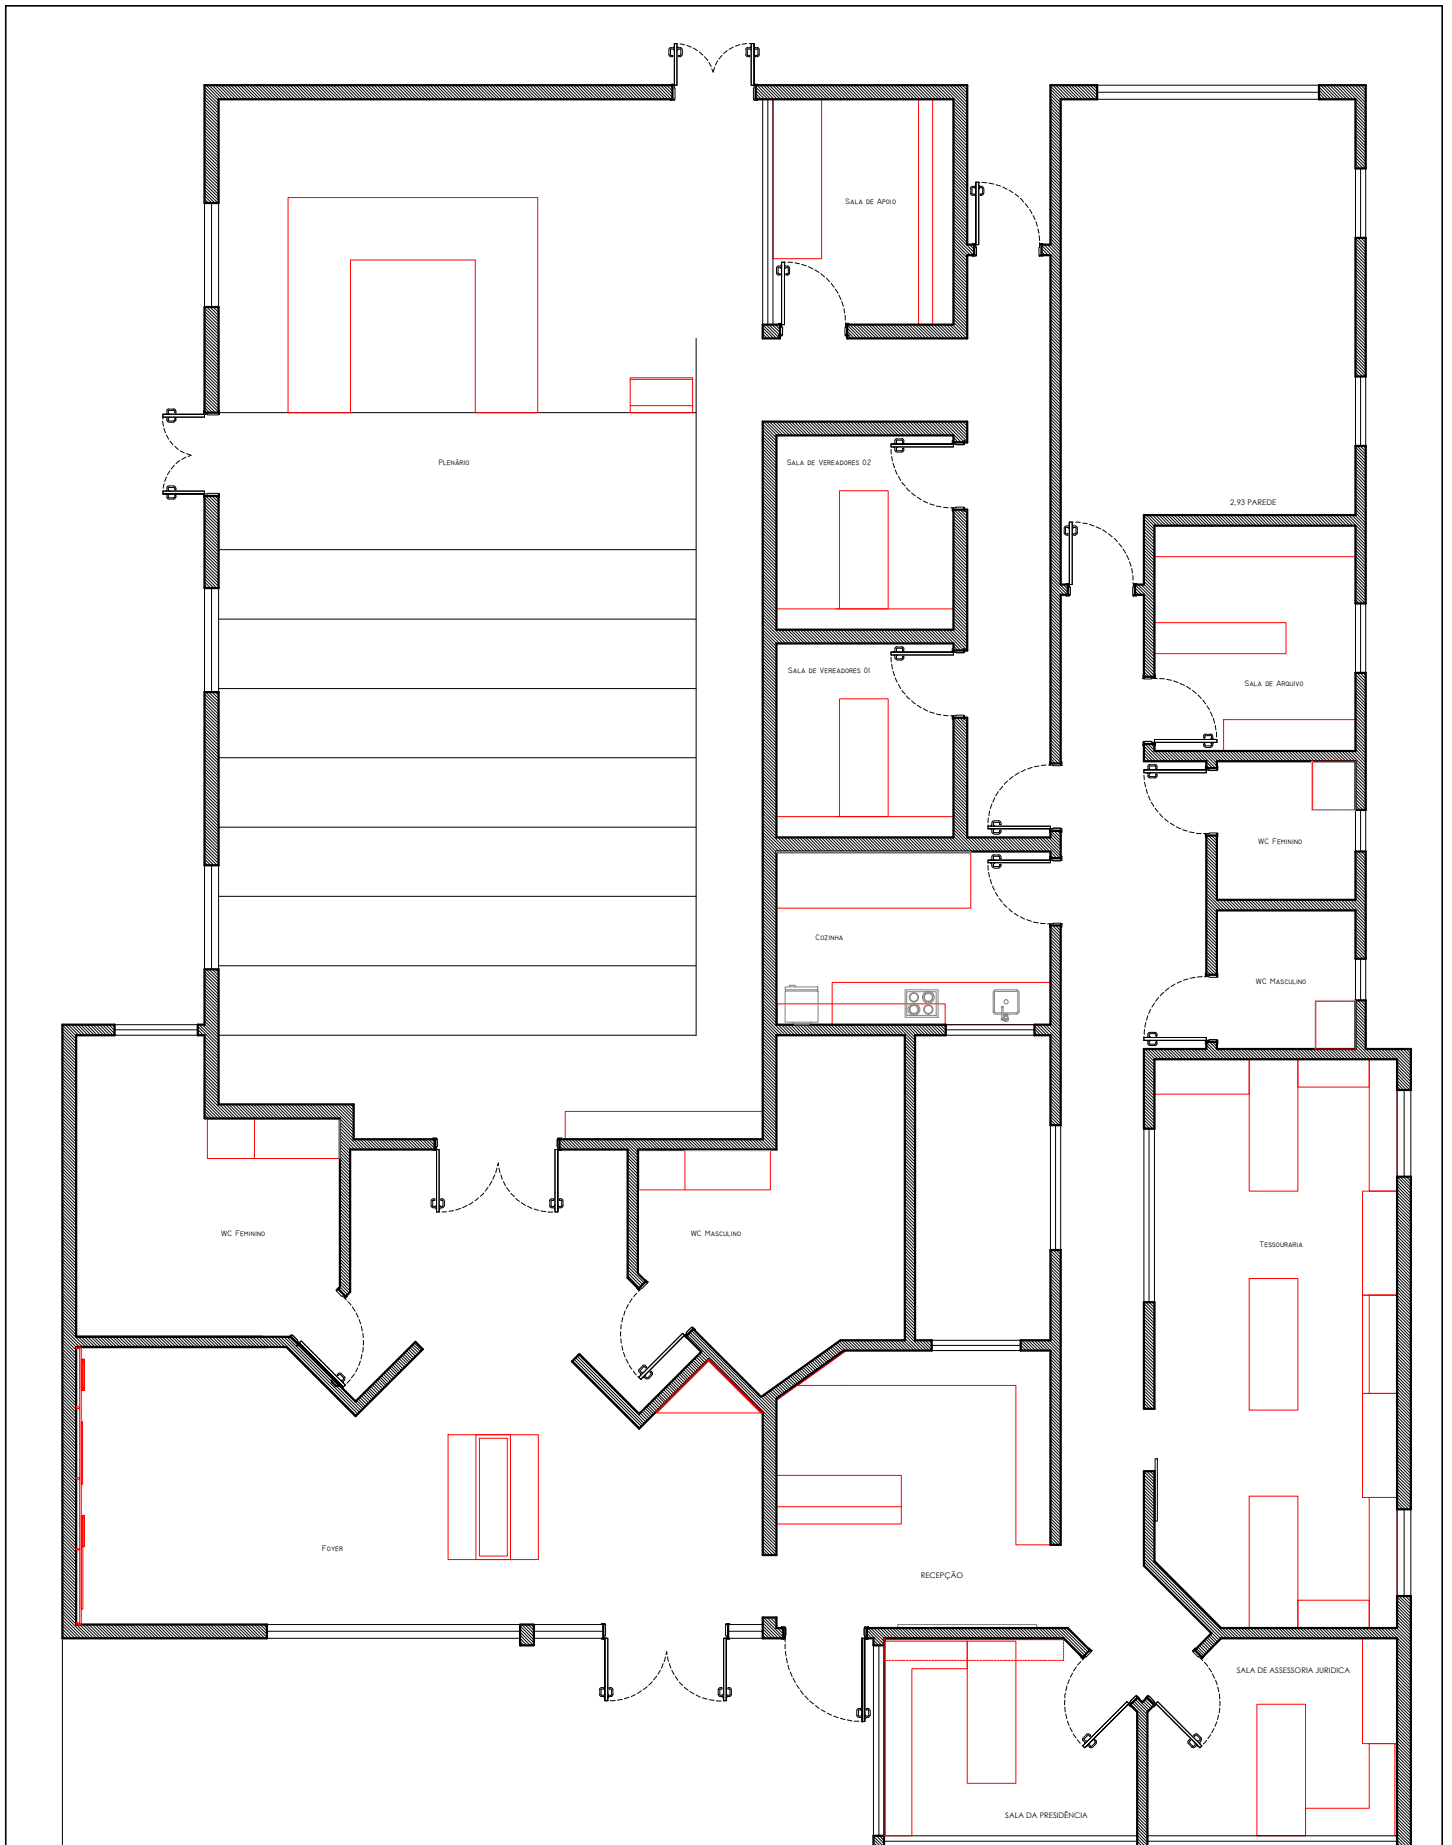 SALA DE APOIO
PLENÁRIO
SALA DE VEREADORES 02
2,93 PAREDE
SALA DE VEREADORES 01
SALA DE ARQUIVO
WC FEMININO
COZINHA
WC MASCULINO
WC FEMININO
WC MASCULINO
TESSOURARIA
FOYER
RECEPÇÃO
SALA DE ASSESSORIA JURIDICA
SALA DA PRESIDÊNCIA